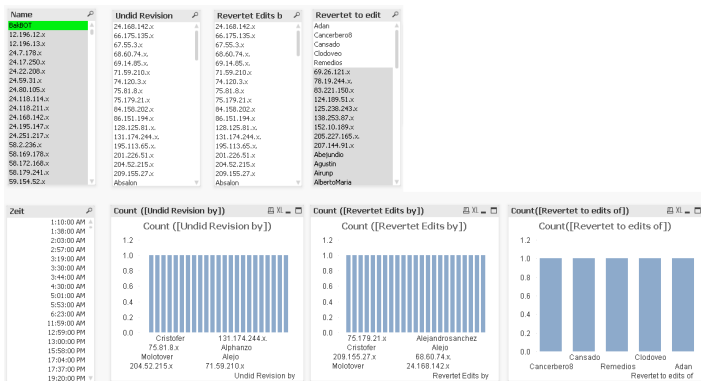 Name
BakBOT
12.196.12.x
12.196.13.x
24.7.178.x
24.17.250.x
24.22.208.x
24.59.31.x
24.80.105.x
24.118.114.x
24.118.211.x
24.168.142.x
24.195.147.x
24.251.217.x
58.2.236.x
58.169.178.x
58.172.168.x
58.179.241.x
59.154.52.x
Undid Revision
24.168.142.x
66.175.135.x
67.55.3.x
68.60.74.x.
69.14.85.x.
71.59.210.x
74.120.3.x
75.81.8.x
75.179.21.x
84.158.202.x
86.151.194.x
128.125.81.x.
131.174.244.x.
195.113.65.x.
201.226.51.x
204.52.215.x
209.155.27.x
Absalon
Revertet Edits b
24.168.142.x
66.175.135.x
67.55.3.x
68.60.74.x.
69.14.85.x.
71.59.210.x
74.120.3.x
75.81.8.x
75.179.21.x
84.158.202.x
86.151.194.x
128.125.81.x.
131.174.244.x.
195.113.65.x.
201.226.51.x
204.52.215.x
209.155.27.x
Absalon
Revertet to edit
Adan
Cancerbero8
Cansado
Clodoveo
Remedios
69.26.121.x
78.19.244.x.
83.221.150.x
124.189.51.x
125.238.243.x
138.253.87.x
152.10.189.x
205.227.165.x.
207.144.91.x
Abejundio
Agustin
Airunp
AlbertoMaria
Zeit
1:10:00 AM
1:38:00 AM
2:03:00 AM
2:57:00 AM
3:19:00 AM
3:30:00 AM
3:44:00 AM
4:30:00 AM
5:01:00 AM
5:53:00 AM
6:23:00 AM
11:59:00 AM
12:59:00 PM
13:00:00 PM
15:58:00 PM
17:04:00 PM
17:37:00 PM
19:20:00 PM
Count ([Undid Revision by])
XL
Count ([Undid Revision by])
1.2
1.0
0.8
0.6
0.4
0.2
0.0
Cristofer 131.174.244.x.
75.81.8.x Alphanzo
Molotover Alejo
204.52.215.x 71.59.210.x
Undid Revision by
Count ([Revertet Edits by])
XL
Count ([Revertet Edits by])
1.2
1.0
0.8
0.6
0.4
0.2
0.0
75.179.21.x Alejandrosanchez
Cristofer Alejo
209.155.27.x 68.60.74.x.
Molotover 24.168.142.x
Revertet Edits by
Count([Revertet to edits of])
XL
Count([Revertet to edits of])
1.2
1.0
0.8
0.6
0.4
0.2
0.0
Cansado Clodoveo
Cancerbero8 Remedios Adan
Revertet to edits of